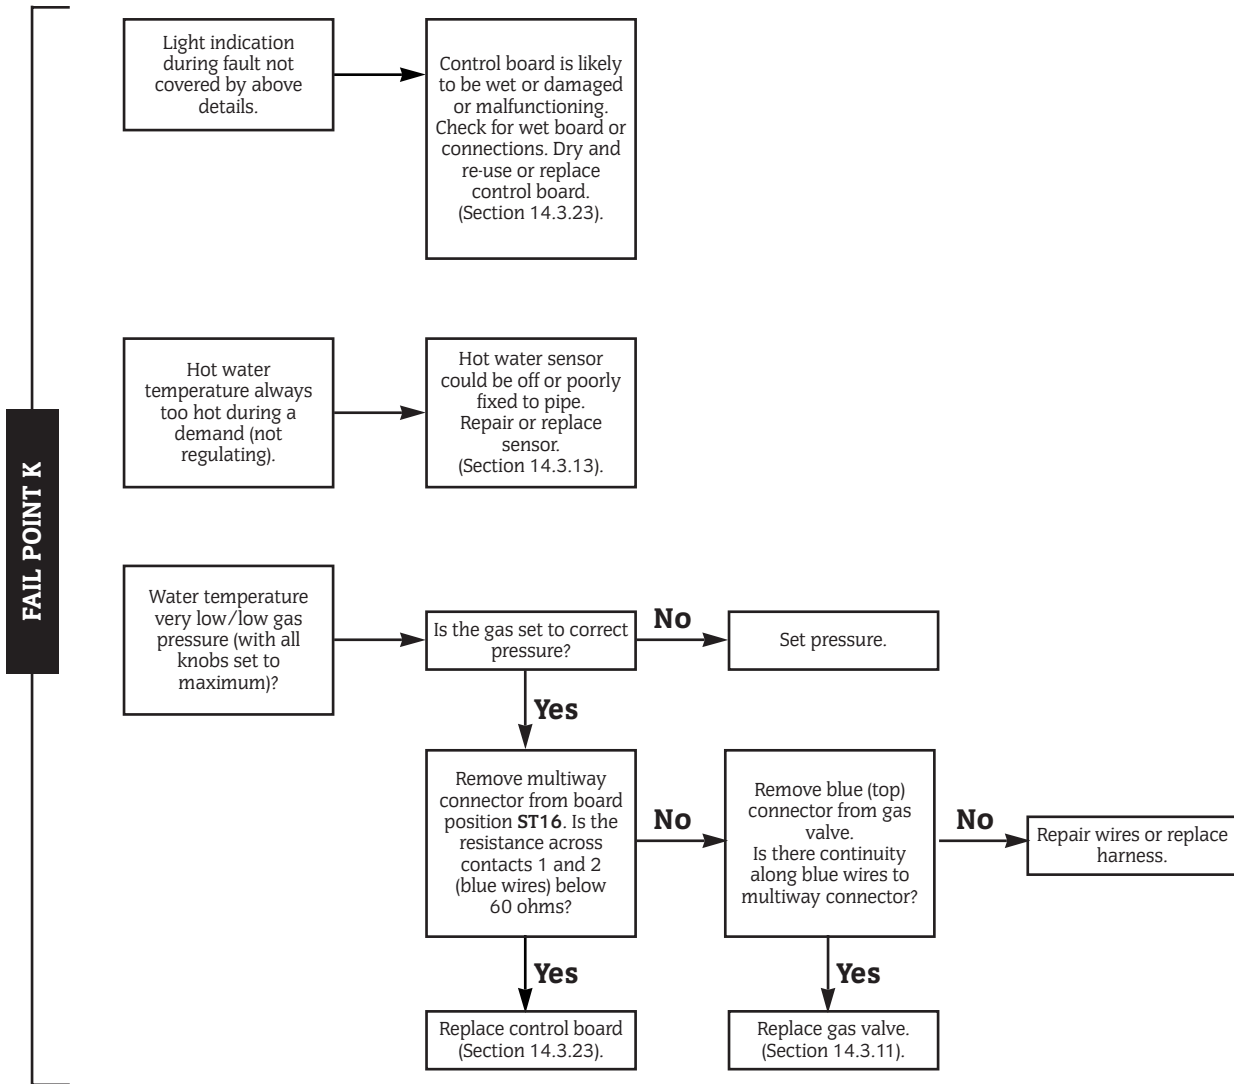 FAIL POINT K
Light indication
during fault not
covered by above
details.
Control board is likely
to be wet or damaged
or malfunctioning.
Check for wet board or
connections. Dry and
re-use or replace
control board.
(Section 14.3.23).
Hot water
temperature always
too hot during a
demand (not
regulating).
Hot water sensor
could be off or poorly
fixed to pipe.
Repair or replace
sensor.
(Section 14.3.13).
Water temperature
very low/low gas
pressure (with all
knobs set to
maximum)?
Is the gas set to correct
pressure?
No
Set pressure.
Yes
Remove multiway
connector from board
position ST16. Is the
resistance across
contacts 1 and 2
(blue wires) below
60 ohms?
No
Remove blue (top)
connector from gas
valve.
Is there continuity
along blue wires to
multiway connector?
No
Repair wires or replace
harness.
Yes
Replace control board
(Section 14.3.23).
Yes
Replace gas valve.
(Section 14.3.11).